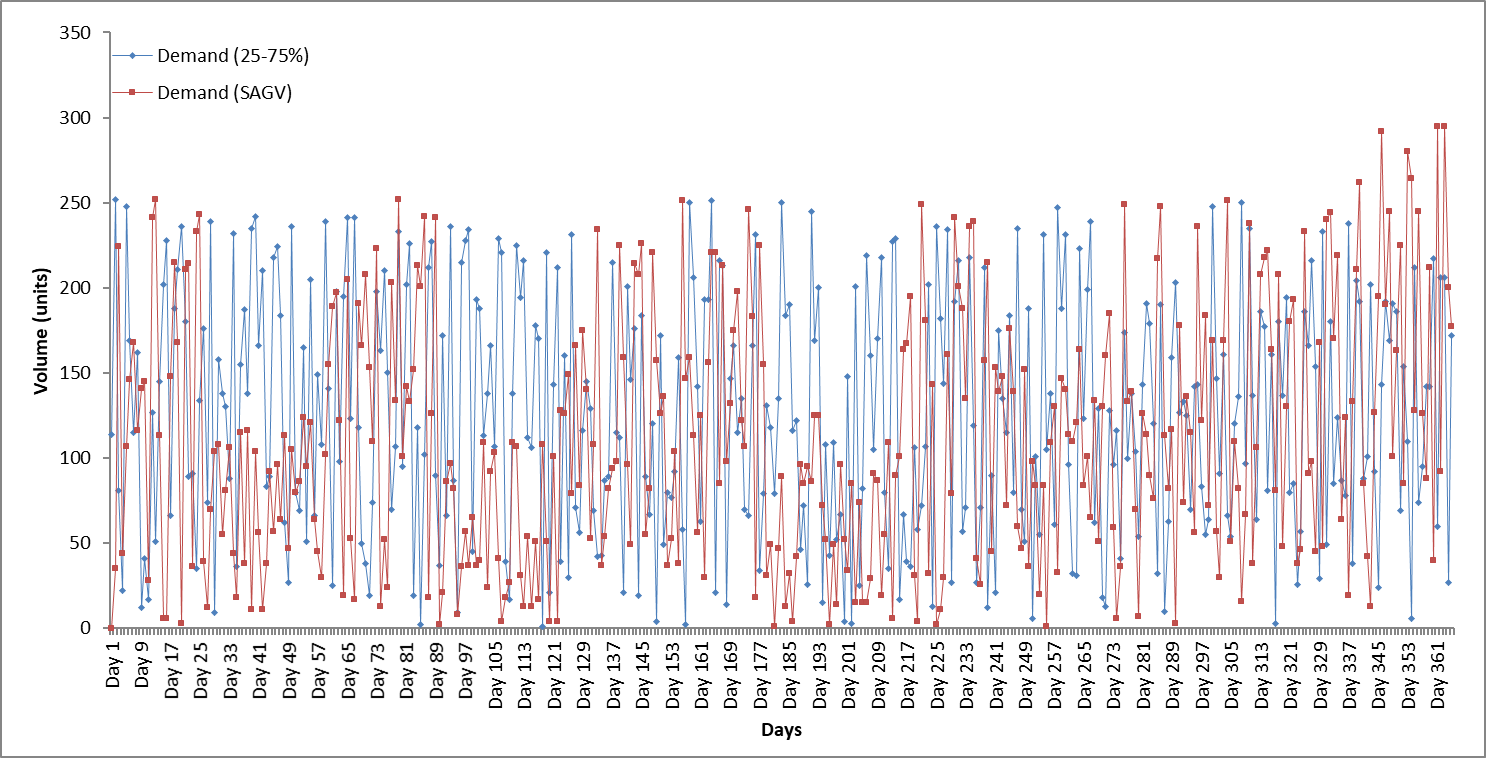 350
300
250
200
150
100
50
0
Volume (units)
Demand (25-75%)
Demand (SAGV)
Day 1
Day 9
Day 17
Day 25
Day 33
Day 41
Day 49
Day 57
Day 65
Day 73
Day 81
Day 89
Day 97
Day 105
Day 113
Day 121
Day 129
Day 137
Day 145
Day 153
Day 161
Day 169
Day 177
Day 185
Day 193
Day 201
Day 209
Day 217
Day 225
Day 233
Day 241
Day 249
Day 257
Day 265
Day 273
Day 281
Day 289
Day 297
Day 305
Day 313
Day 321
Day 329
Day 337
Day 345
Day 353
Day 361
Days